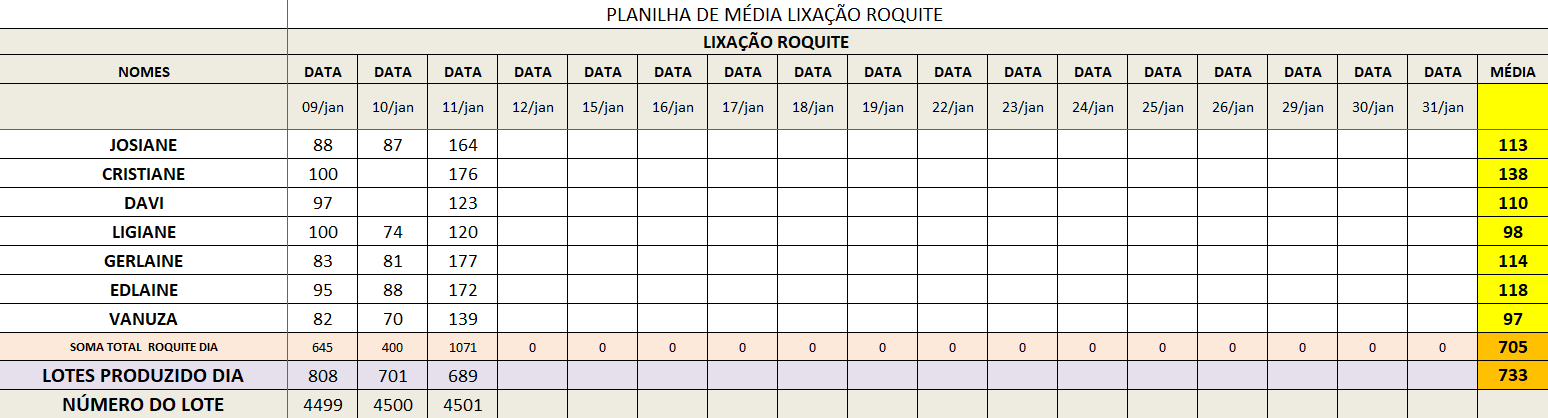 PLANILHA DE MÉDIA LIXAÇÃO ROQUITE
LIXAÇÃO ROQUITE
NOMES DATA DATA DATA DATA DATA DATA DATA DATA DATA DATA DATA DATA DATA DATA DATA DATA DATA MÉDIA
09/jan 10/jan 11/jan 12/jan 15/jan 16/jan 17/jan 18/jan 19/jan 22/jan 23/jan 24/jan 25/jan 26/jan 29/jan 30/jan 31/jan
JOSIANE 88 87 164 113
CRISTIANE 100 176 138
DAVI 97 123 110
LIGIANE 100 74 120 98
GERLAINE 83 81 177 114
EDLAINE 95 88 172 118
VANUZA 82 70 139 97
SOMA TOTAL ROQUITE DIA 645 400 1071 0 0 0 0 0 0 0 0 0 0 0 0 0 0 705
LOTES PRODUZIDO DIA 808 701 689 733
NÚMERO DO LOTE 4499 4500 4501